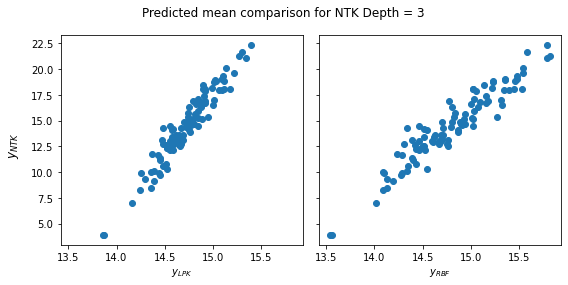 Predicted mean comparison for NTK Depth = 3
22.5
20.0
17.5
15.0
12.5
10.0
7.5
5.0
y_NTK
13.5 14.0 14.5 15.0 15.5
13.5 14.0 14.5 15.0 15.5
y_LPK
y_RBF